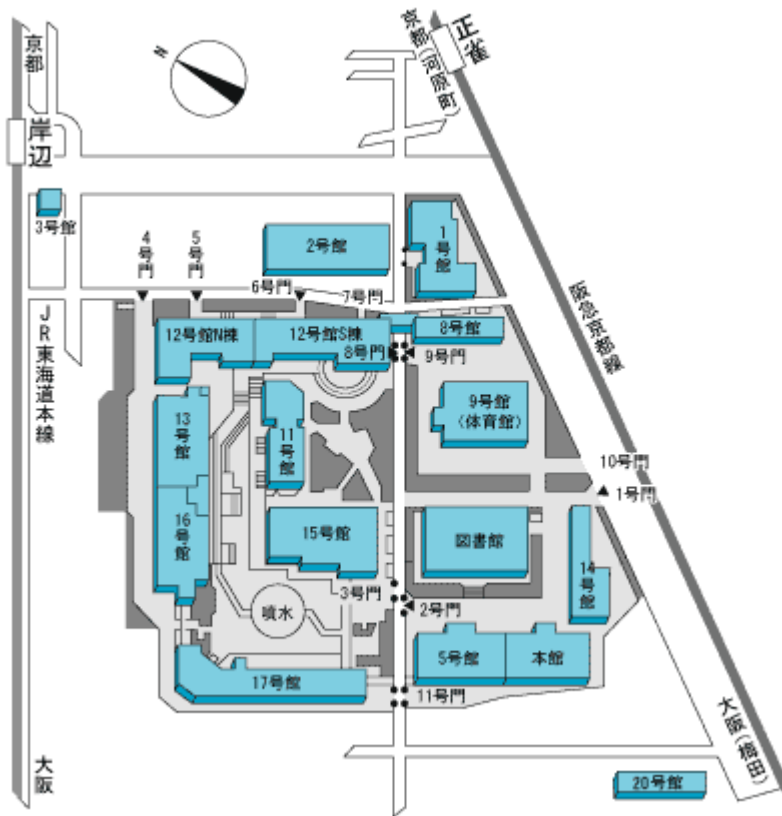 京都
N
岸辺
京都(河原町)
正雀
3号館
4号門
5号門
2号館
1号館
6号門
7号門
JR東海道本線
阪急京都線
12号館N棟
12号館S棟
8号館
8号門
9号門
13号館
11号館
9号館
(体育館)
10号門
1号門
16号館
15号館
図書館
14号館
3号門
2号門
噴水
5号館
本館
17号館
11号門
大阪
大阪(梅田)
20号館